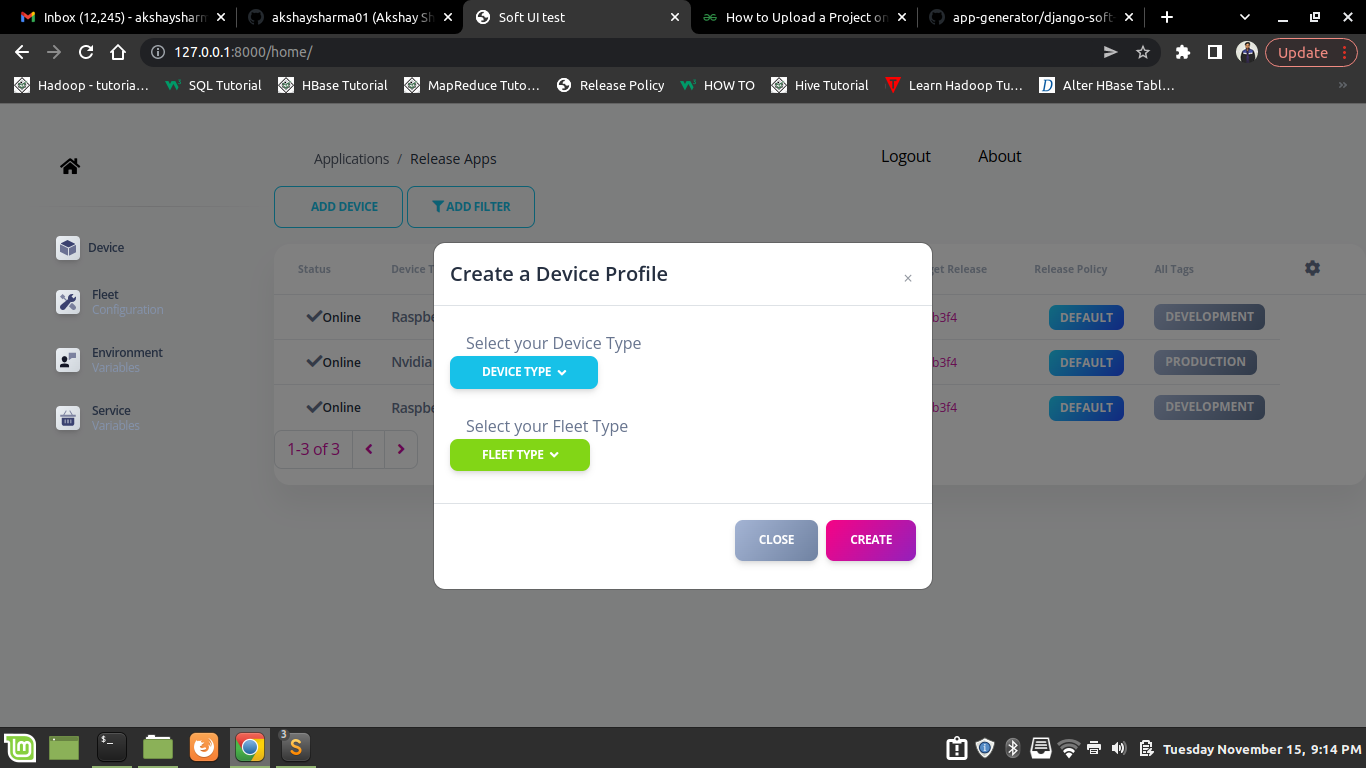 Inbox (12,245) - akshaysharm
akshaysharma01 (Akshay Sh
Soft UI test
How to Upload a Project on
app-generator/django-soft-
127.0.0.1:8000/home/
Update
Hadoop - tutoria...
SQL Tutorial
HBase Tutorial
MapReduce Tuto...
Release Policy
HOW TO
Hive Tutorial
Learn Hadoop Tu...
Alter HBase Tabl...
Applications / Release Apps
Logout
About
ADD DEVICE
ADD FILTER
Device
Fleet
Configuration
Environment
Variables
Service
Variables
Status
Device T
get Release
Release Policy
All Tags
Online
Raspbe
b3f4
DEFAULT
DEVELOPMENT
Online
Nvidia
b3f4
DEFAULT
PRODUCTION
Online
Raspbe
b3f4
DEFAULT
DEVELOPMENT
1-3 of 3
Create a Device Profile
×
Select your Device Type
DEVICE TYPE
Select your Fleet Type
FLEET TYPE
CLOSE
CREATE
3
Tuesday November 15, 9:14 PM